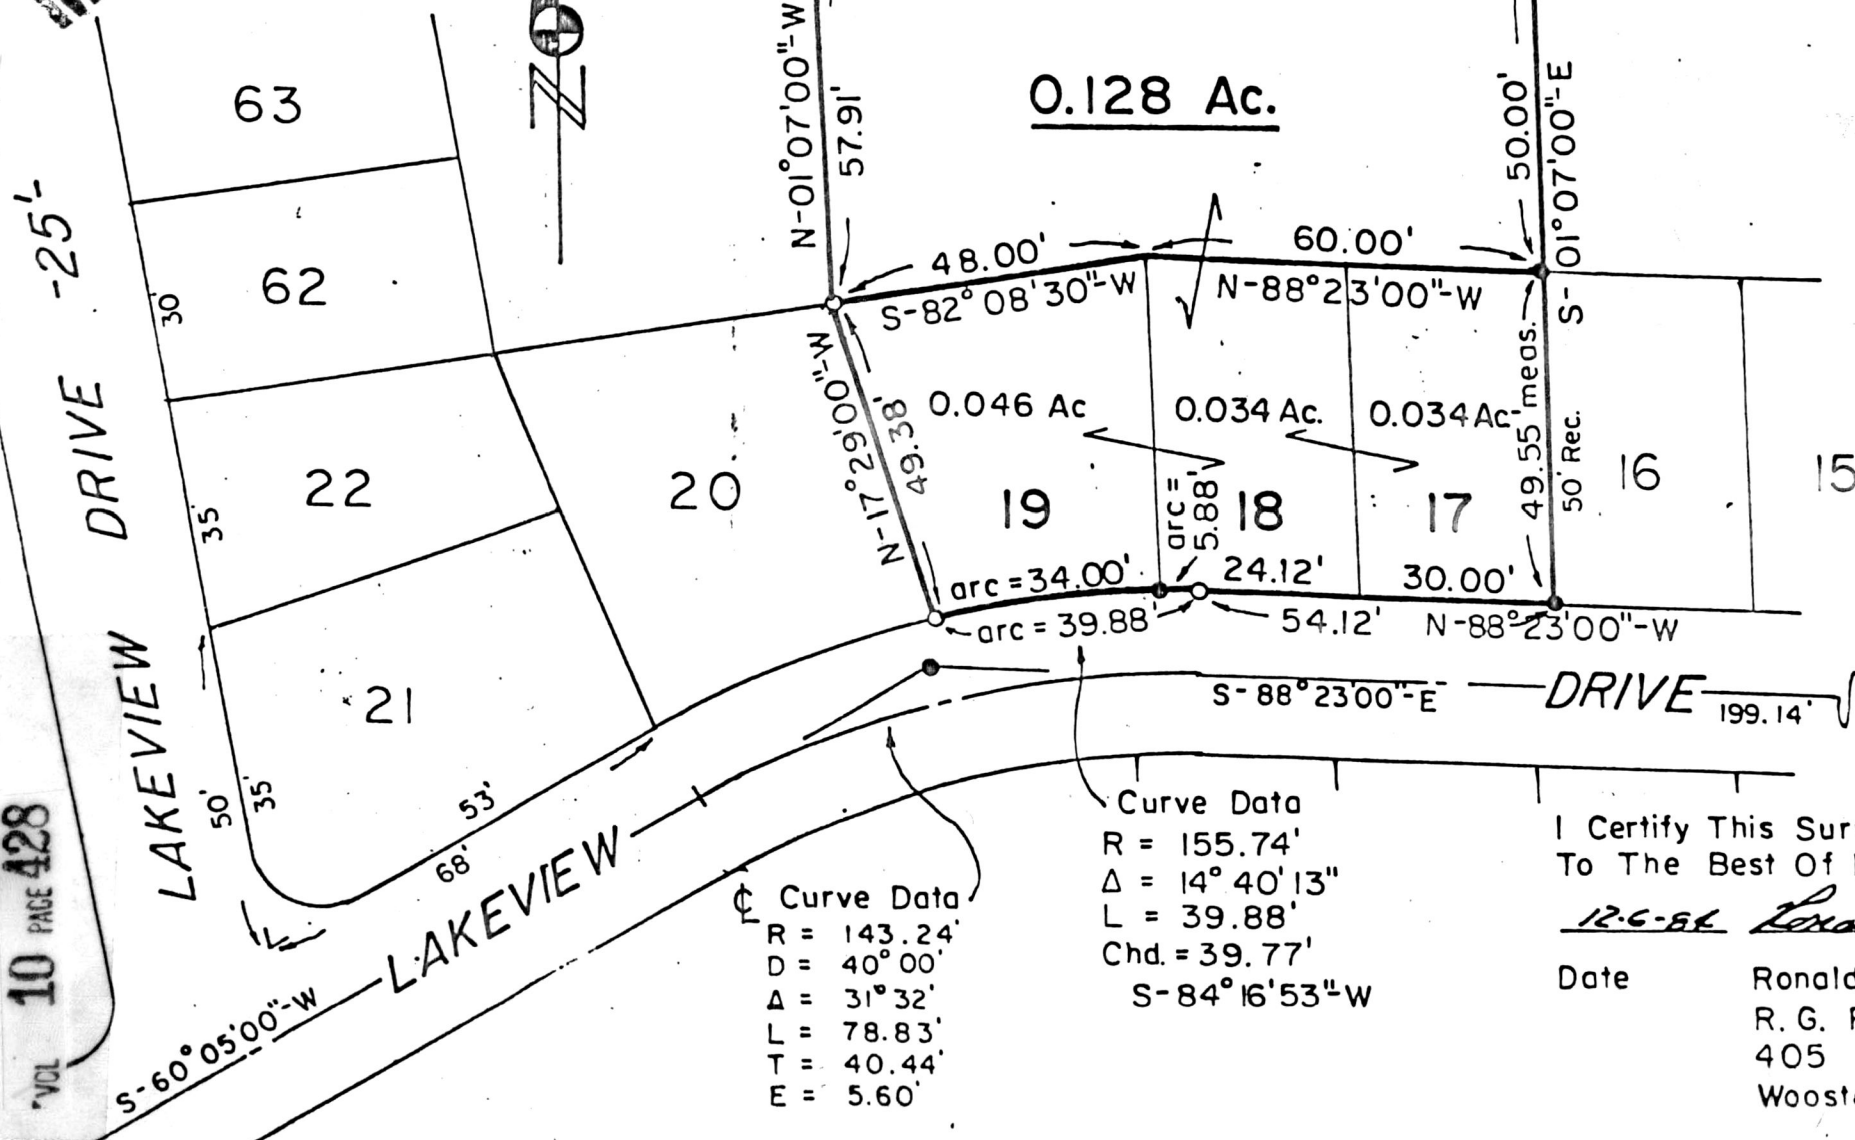 63
62
22
21
20
19
18
17
16
15
30'
35'
35'
50'
53'
68'
LAKEVIEW DRIVE -25'-
N
N-01°07'00"-W
57.91'
0.128 Ac.
50.00'
S-01°07'00"-E
48.00'
60.00'
S-82°08'30"-W
N-88°23'00"-W
N-17°29'00"-W
49.38'
0.046 Ac
0.034 Ac.
0.034 Ac.
49.55 meas.
50' Rec.
arc = 5.88'
arc = 34.00'
24.12'
30.00'
arc = 39.88'
54.12'
N-88°23'00"-W
S-88°23'00"-E
DRIVE
199.14'
LAKEVIEW
S-60°05'00"-W
L
℄ Curve Data
R = 143.24'
D = 40°00'
Δ = 31°32'
L = 78.83'
T = 40.44'
E = 5.60'
Curve Data
R = 155.74'
Δ = 14°40'13"
L = 39.88'
Chd. = 39.77'
S-84°16'53"-W
I Certify This Sur
To The Best Of
12-6-84
Date
Ronald
R. G.
405
Woost
VOL 10 PAGE 428